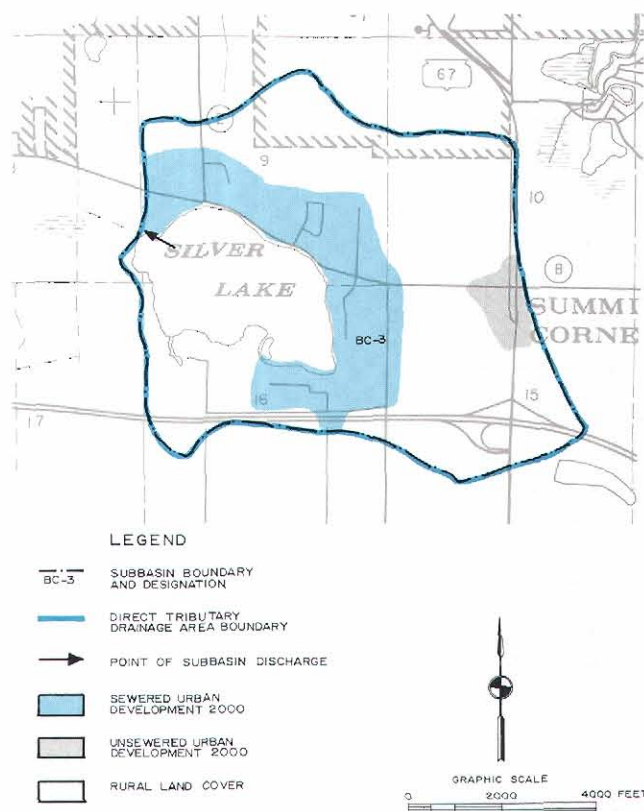 67
9
10
SILVER
LAKE
8
SUMMI
CORNE
BC-3
16
15
17
LEGEND
BC-3 SUBBASIN BOUNDARY
AND DESIGNATION
DIRECT TRIBUTARY
DRAINAGE AREA BOUNDARY
POINT OF SUBBASIN DISCHARGE
SEWERED URBAN
DEVELOPMENT 2000
UNSEWERED URBAN
DEVELOPMENT 2000
RURAL LAND COVER
GRAPHIC SCALE
0 2000 4000 FEET